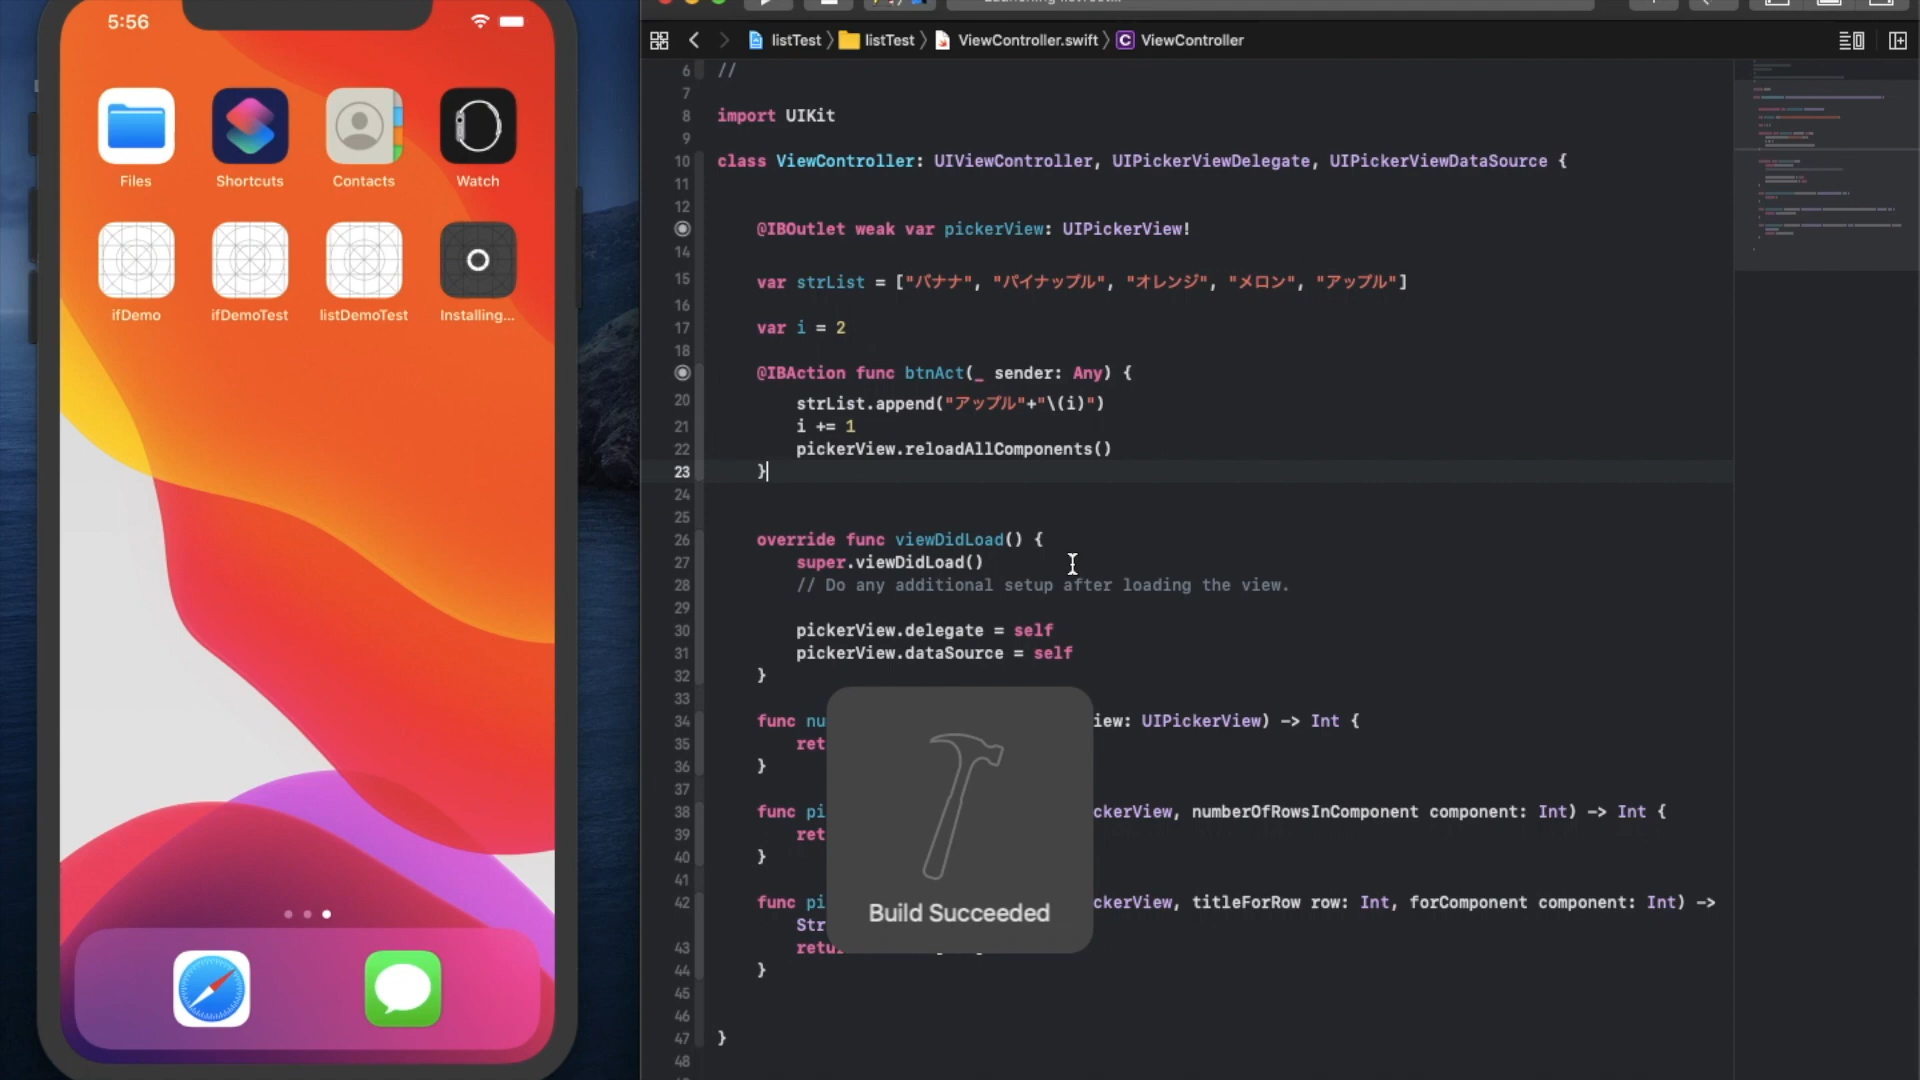 5:56
Files
Shortcuts
Contacts
Watch
ifDemo
ifDemoTest
listDemoTest
Installing...
listTest
listTest
ViewController.swift
C
ViewController
6 //
7
8 import UIKit
9
10 class ViewController: UIViewController, UIPickerViewDelegate, UIPickerViewDataSource {
11
12
@IBOutlet weak var pickerView: UIPickerView!
14
15 var strList = ["バナナ", "パイナップル", "オレンジ", "メロン", "アップル"]
16
17 var i = 2
18
@IBAction func btnAct(_ sender: Any) {
20 strList.append("アップル"+"\(i)")
21 i += 1
22 pickerView.reloadAllComponents()
23 }
24
25
26 override func viewDidLoad() {
27 super.viewDidLoad()
28 // Do any additional setup after loading the view.
29
30 pickerView.delegate = self
31 pickerView.dataSource = self
32 }
33
34 func nu iew: UIPickerView) -> Int {
35 ret
36 }
37
38 func pi ckerView, numberOfRowsInComponent component: Int) -> Int {
39 ret
40 }
41
42 func pi ckerView, titleForRow row: Int, forComponent component: Int) ->
Str
43 retu
44 }
45
46
47 }
48
Build Succeeded